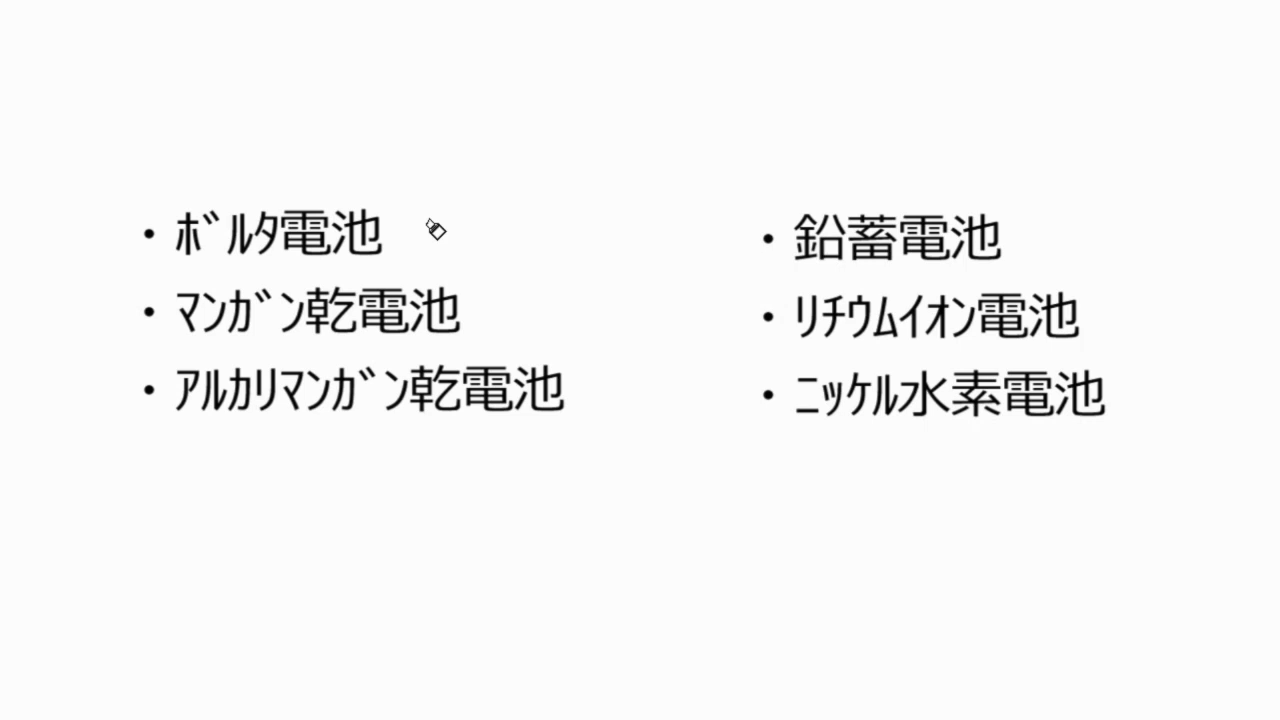 ・ﾎﾞﾙﾀ電池
・ﾏﾝｶﾞﾝ乾電池
・ｱﾙｶﾘﾏﾝｶﾞﾝ乾電池
・鉛蓄電池
・ﾘﾁｳﾑｲｵﾝ電池
・ﾆｯｹﾙ水素電池